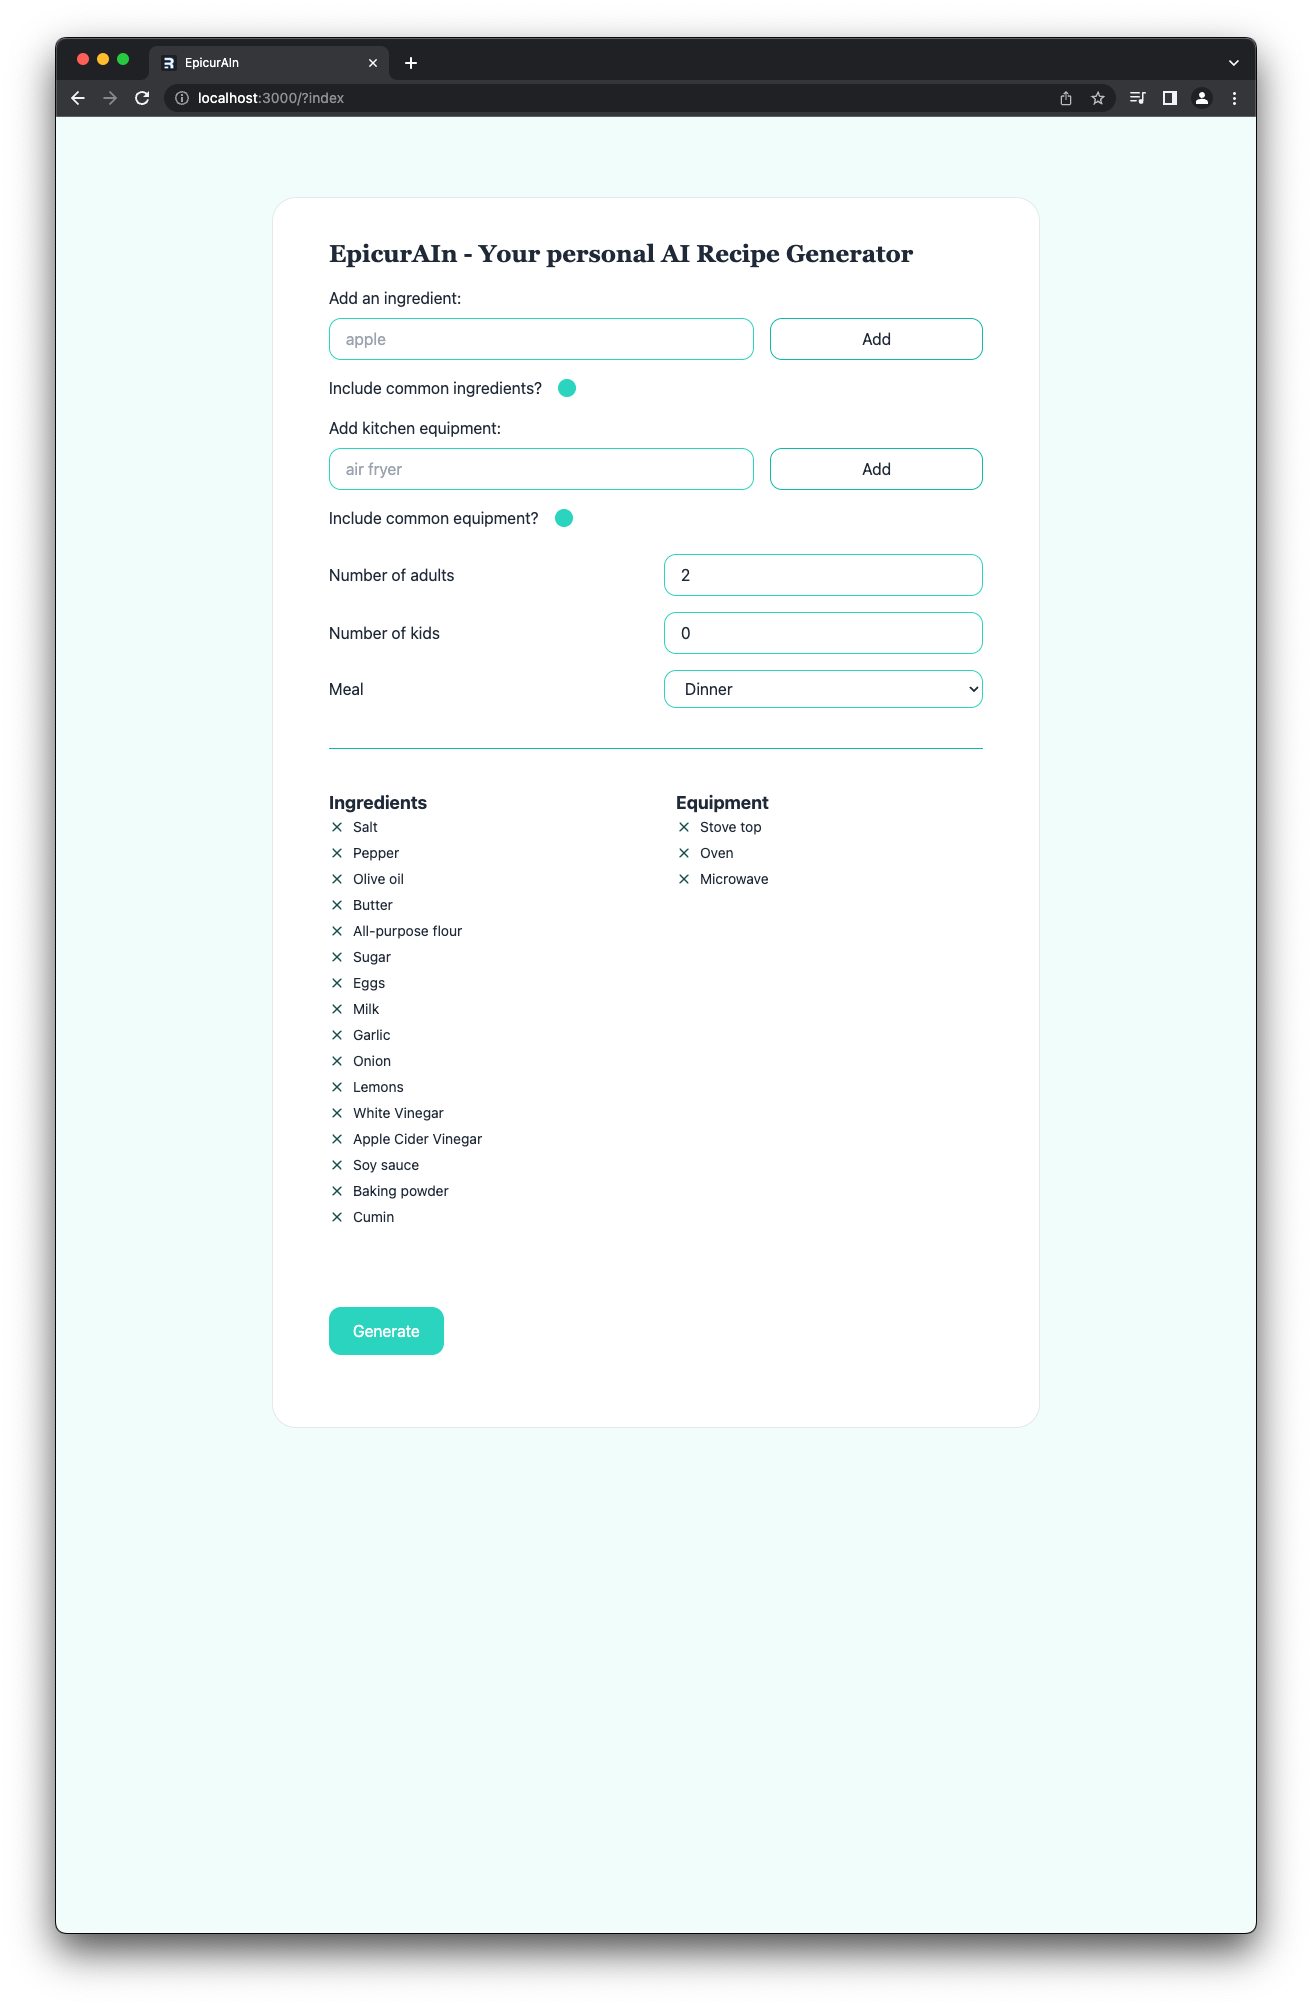 EpicurAIn
localhost:3000/?index
EpicurAIn - Your personal AI Recipe Generator
Add an ingredient:
apple
Add
Include common ingredients?
Add kitchen equipment:
air fryer
Add
Include common equipment?
Number of adults
2
Number of kids
0
Meal
Dinner
Ingredients
Salt
Pepper
Olive oil
Butter
All-purpose flour
Sugar
Eggs
Milk
Garlic
Onion
Lemons
White Vinegar
Apple Cider Vinegar
Soy sauce
Baking powder
Cumin
Equipment
Stove top
Oven
Microwave
Generate